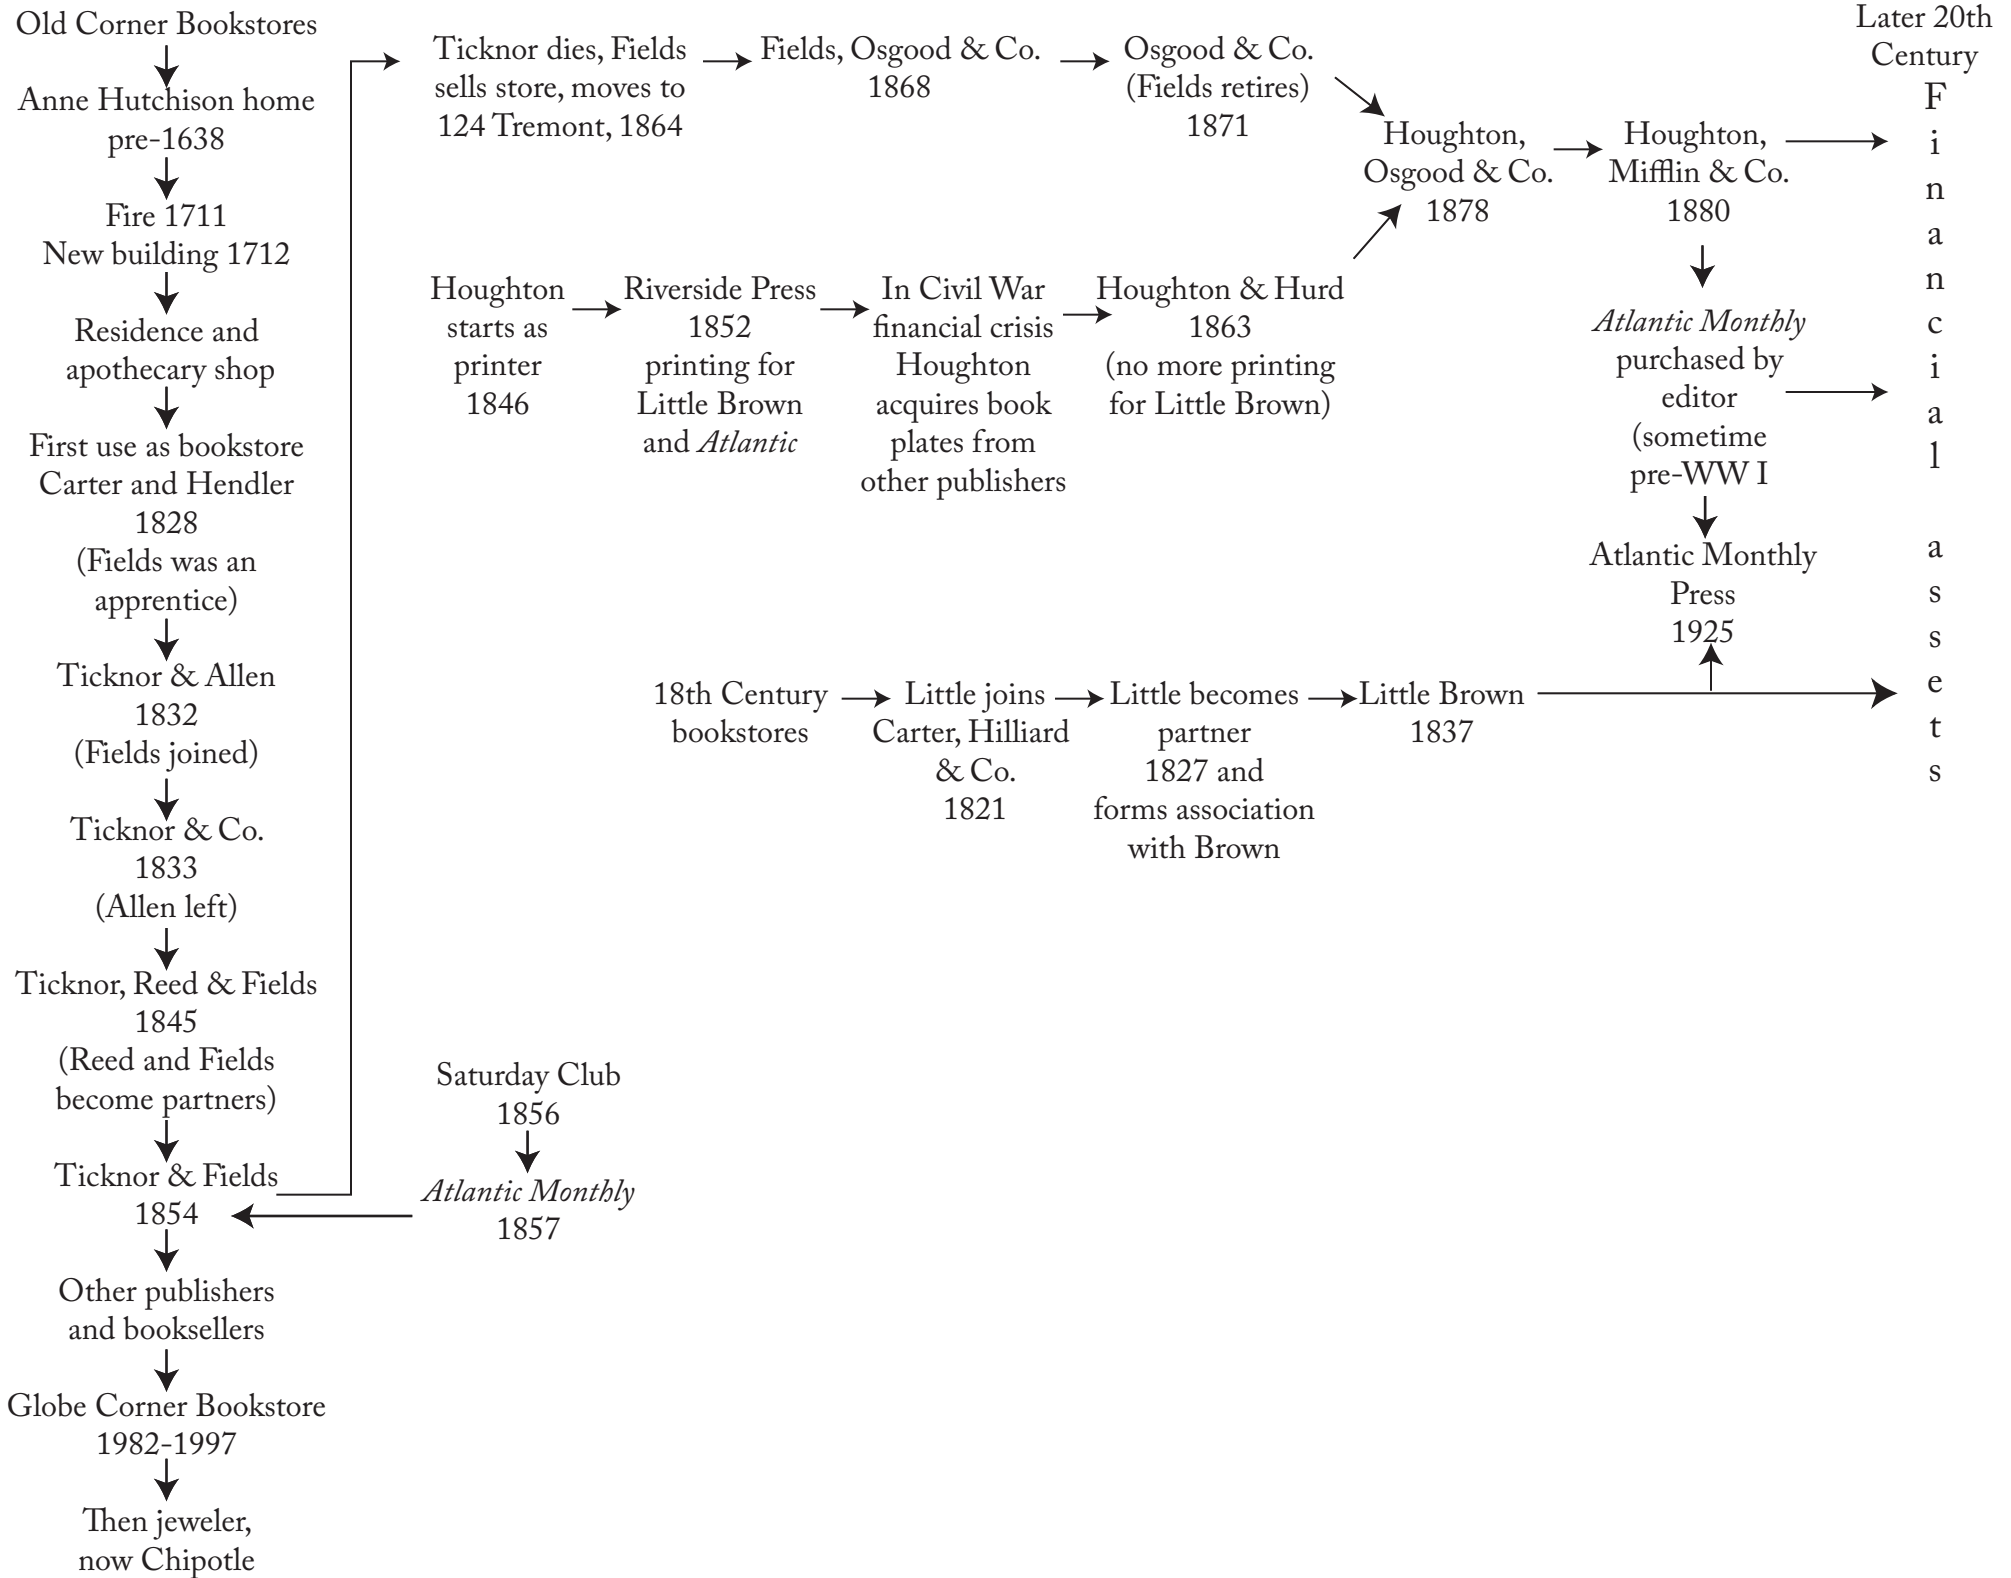 Old Corner Bookstores
Anne Hutchison home
pre-1638
Fire 1711
New building 1712
Residence and
apothecary shop
First use as bookstore
Carter and Hendler
1828
(Fields was an
apprentice)
Ticknor & Allen
1832
(Fields joined)
Ticknor & Co.
1833
(Allen left)
Ticknor, Reed & Fields
1845
(Reed and Fields
become partners)
Ticknor & Fields
1854
Other publishers
and booksellers
Globe Corner Bookstore
1982-1997
Then jeweler,
now Chipotle
Saturday Club
1856
Atlantic Monthly
1857
Ticknor dies, Fields
sells store, moves to
124 Tremont, 1864
Fields, Osgood & Co.
1868
Osgood & Co.
(Fields retires)
1871
Houghton
starts as
printer
1846
Riverside Press
1852
printing for
Little Brown
and Atlantic
In Civil War
financial crisis
Houghton
acquires book
plates from
other publishers
Houghton & Hurd
1863
(no more printing
for Little Brown)
Houghton,
Osgood & Co.
1878
Houghton,
Mifflin & Co.
1880
Atlantic Monthly
purchased by
editor
(sometime
pre-WW I
Atlantic Monthly
Press
1925
18th Century
bookstores
Little joins
Carter, Hilliard
& Co.
1821
Little becomes
partner
1827 and
forms association
with Brown
Little Brown
1837
Later 20th
Century
Financial assets